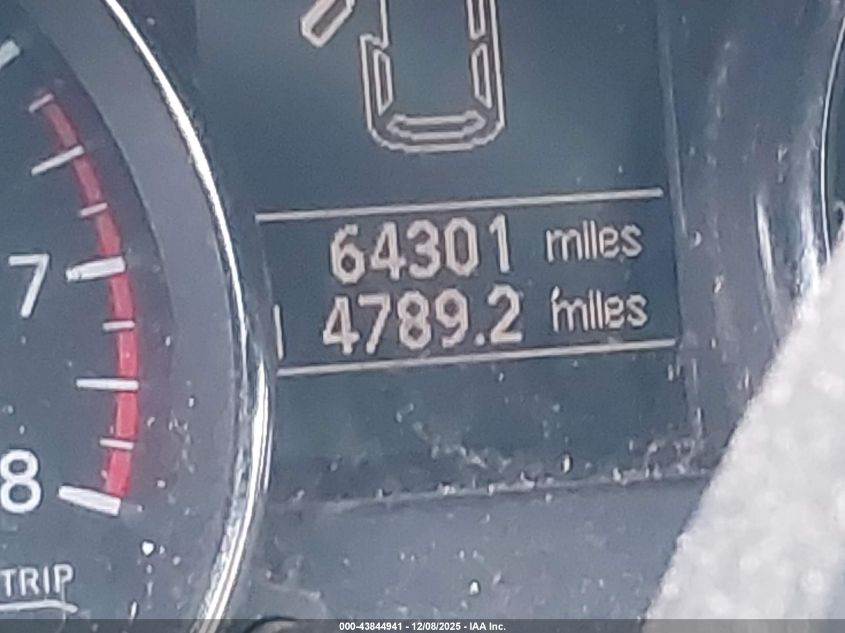 64301 miles
4789.2 miles
7
8
TRIP
000-43844941 - 12/08/2025 - IAA Inc.